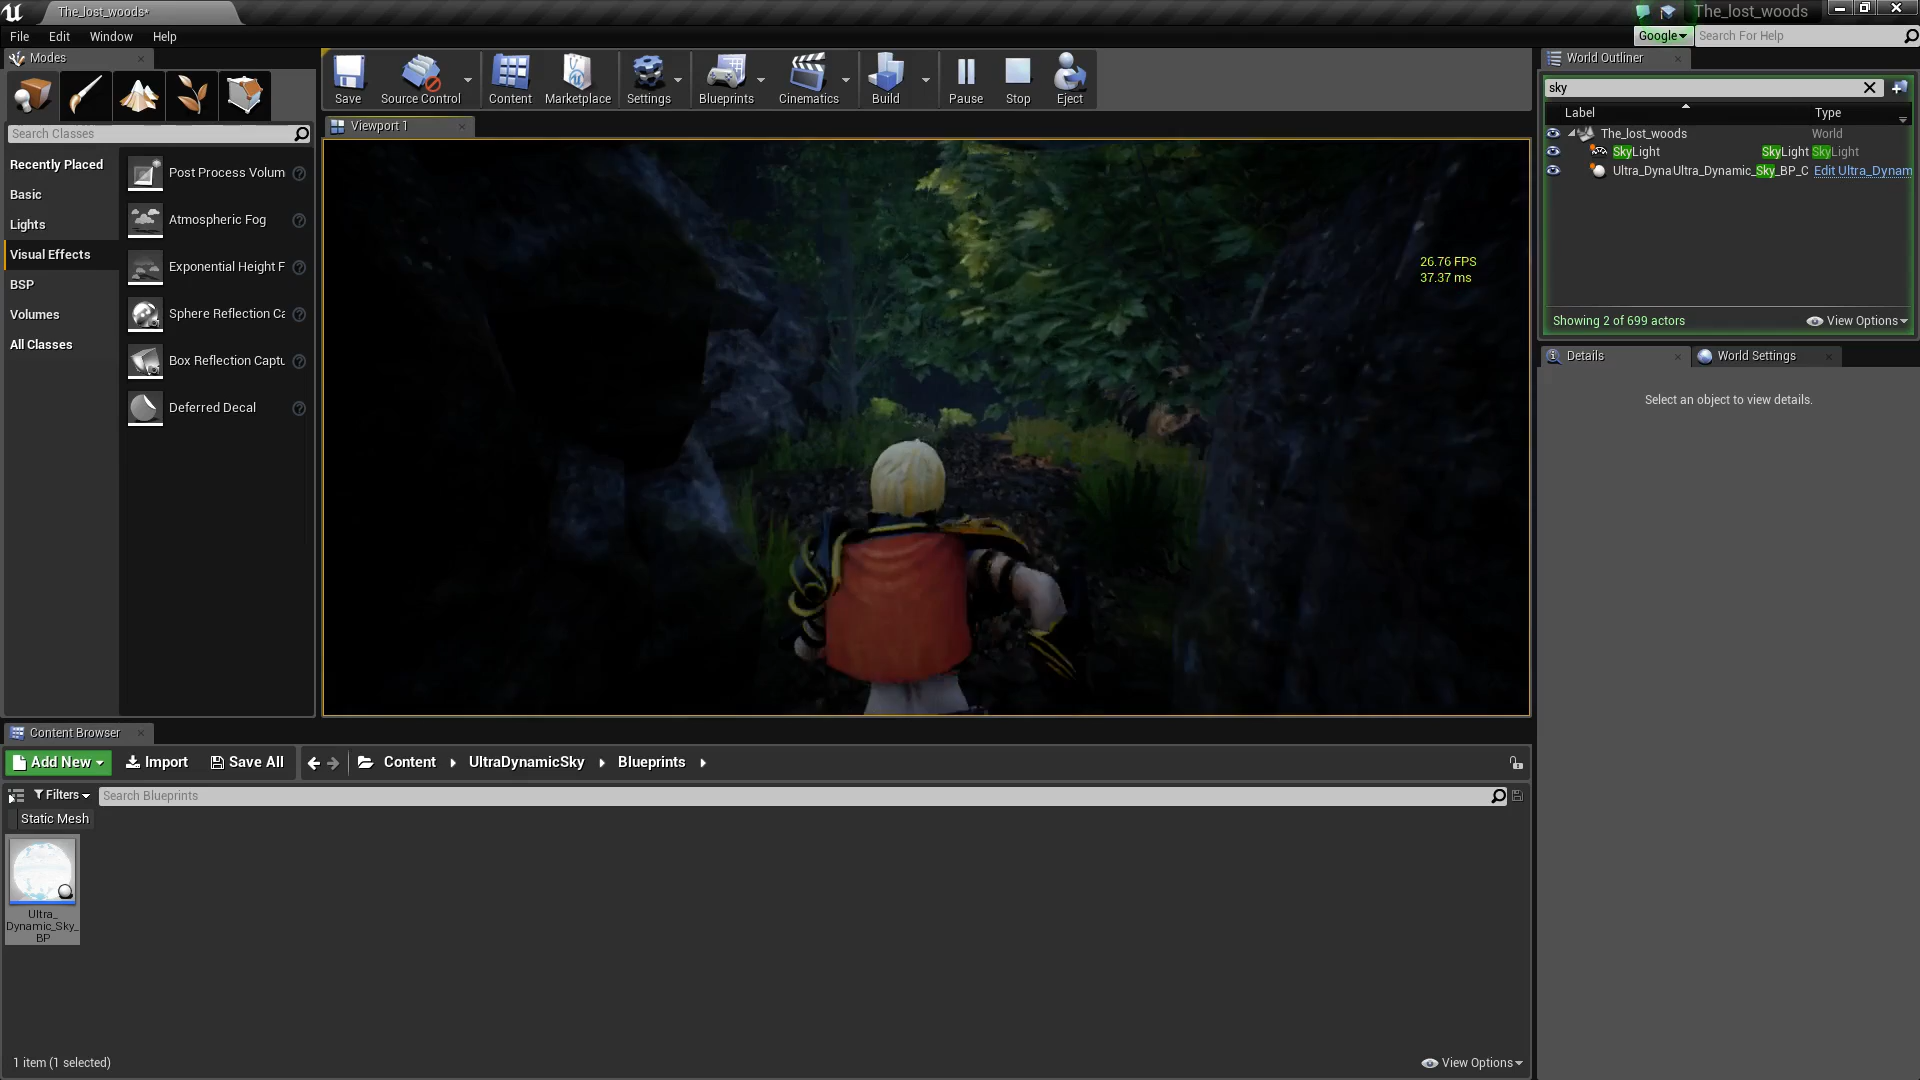 The_lost_woods*
The_lost_woods
File Edit Window Help
Google
Search For Help
Modes
Save
Source Control
Content
Marketplace
Settings
Blueprints
Cinematics
Build
Pause
Stop
Eject
World Outliner
sky
Label Type
The_lost_woods World
SkyLight SkyLight SkyLight
Ultra_DynaUltra_Dynamic_Sky_BP_C Edit Ultra_Dynam
Showing 2 of 699 actors
View Options
Search Classes
Recently Placed
Basic
Lights
Visual Effects
BSP
Volumes
All Classes
Post Process Volum
Atmospheric Fog
Exponential Height F
Sphere Reflection Ca
Box Reflection Captu
Deferred Decal
Viewport 1
26.76 FPS
37.37 ms
Details
World Settings
Select an object to view details.
Content Browser
Add New
Import
Save All
Content
UltraDynamicSky
Blueprints
Filters
Search Blueprints
Static Mesh
Ultra_
Dynamic_Sky_
BP
1 item (1 selected)
View Options